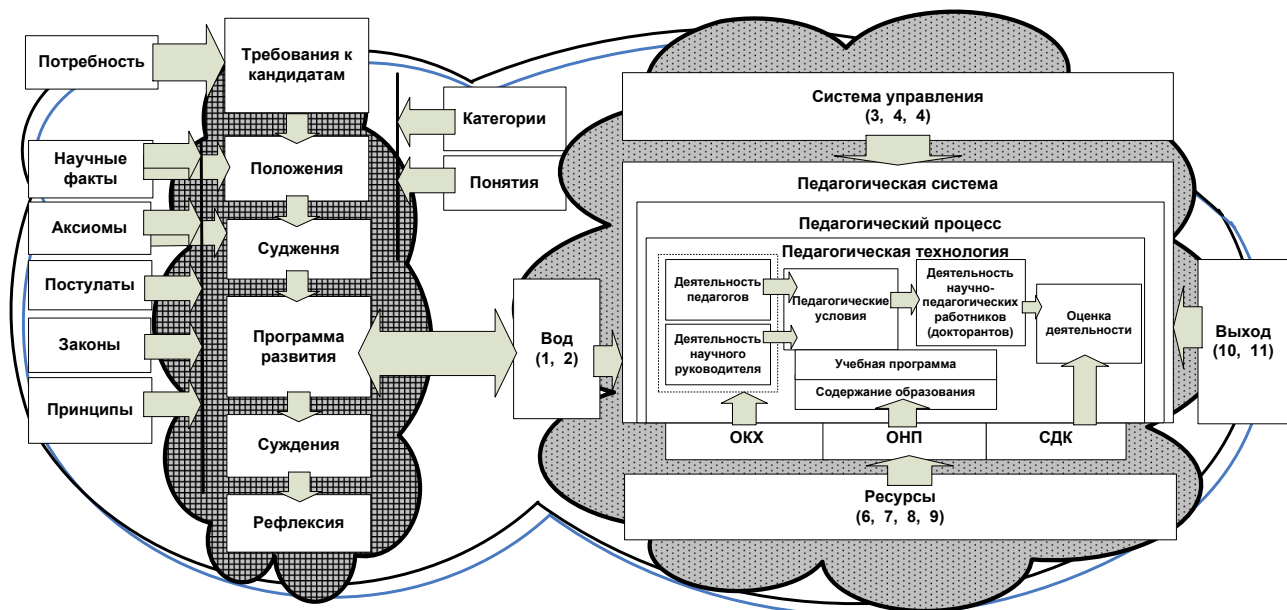 Потребность
Требования к
кандидатам
Категории
Научные
факты
Положения
Понятия
Аксиомы
Судження
Постулаты
Законы
Программа
развития
Принципы
Суждения
Рефлексия
Вод
(1, 2)
Система управления
(3, 4, 4)
Педагогическая система
Педагогический процесс
Педагогическая технология
Деятельность
педагогов
Деятельность
научного
руководителя
Педагогические
условия
Деятельность
научно-
педагогических
работников
(докторантов)
Оценка
деятельности
Учебная программа
Содержание образования
ОКХ
ОНП
СДК
Ресурсы
(6, 7, 8, 9)
Выход
(10, 11)